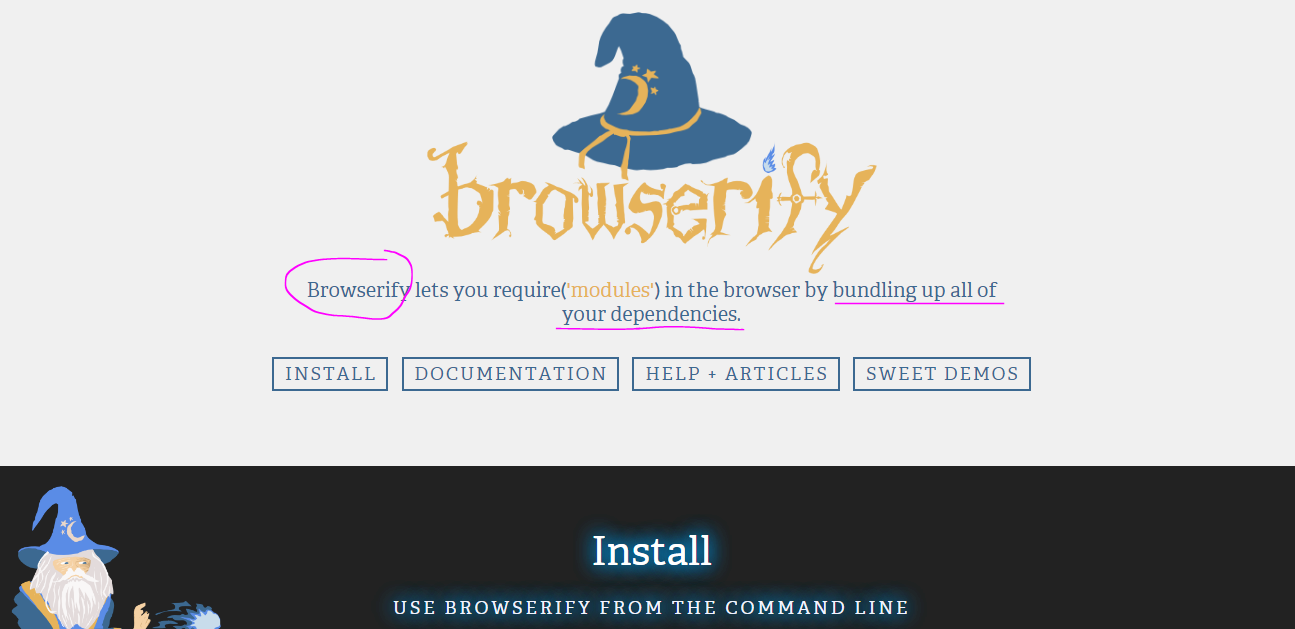 browserify
Browserify lets you require('modules') in the browser by bundling up all of
your dependencies.
INSTALL
DOCUMENTATION
HELP + ARTICLES
SWEET DEMOS
Install
USE BROWSERIFY FROM THE COMMAND LINE